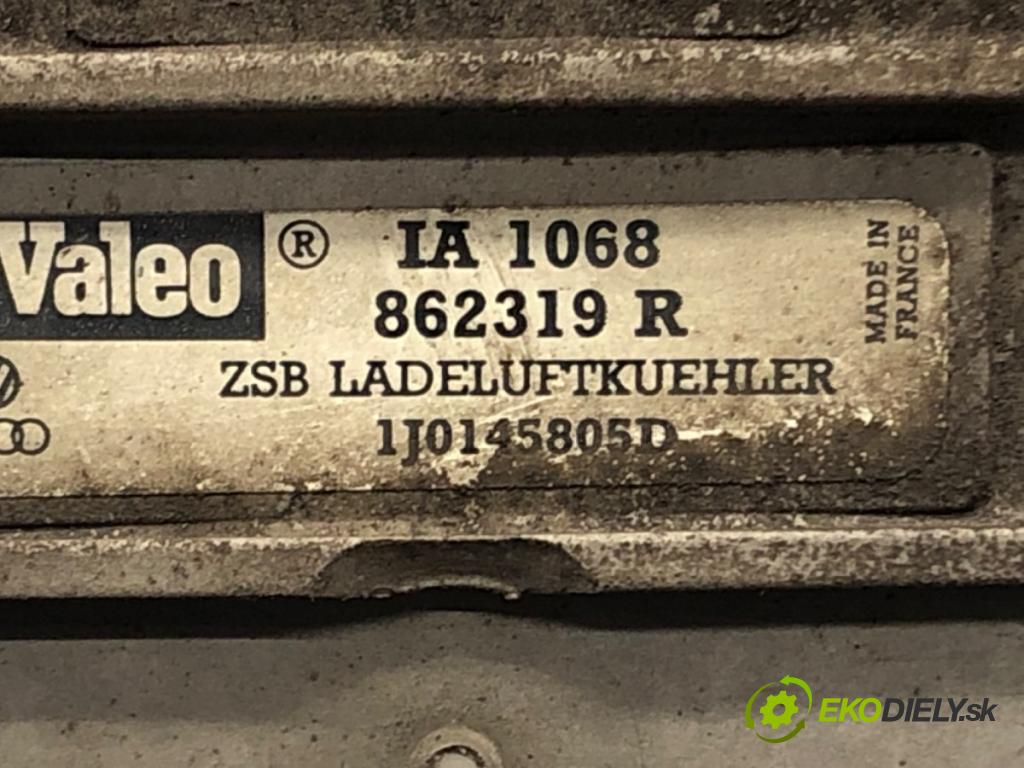 Valeo ® IA 1068
862319 R
ZSB LADELUFTKUEHLER
1J0145805D
MADE IN
FRANCE
EKODIELY.sk